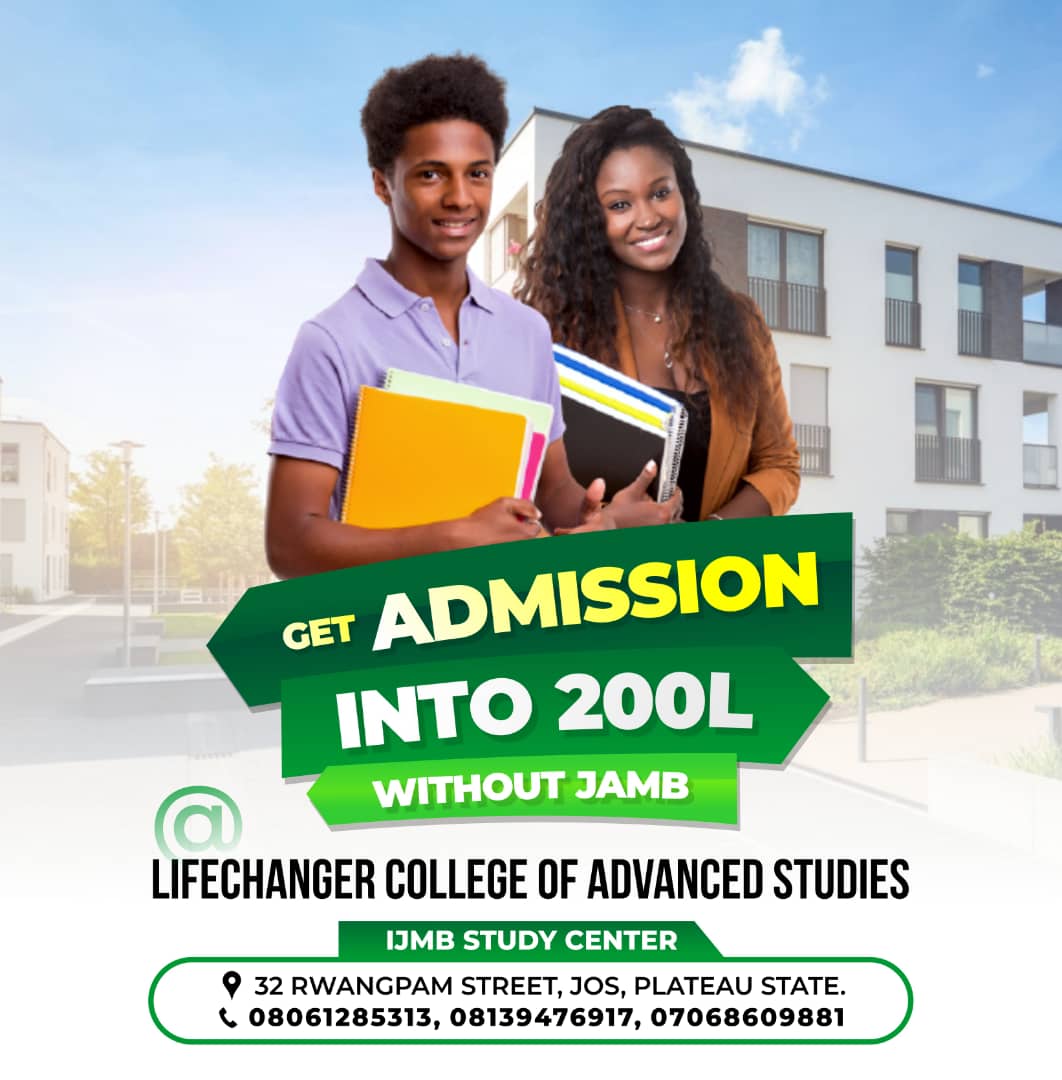 GET ADMISSION
INTO 200L
WITHOUT JAMB
@
LIFECHANGER COLLEGE OF ADVANCED STUDIES
IJMB STUDY CENTER
32 RWANGPAM STREET, JOS, PLATEAU STATE.
08061285313, 08139476917, 07068609881